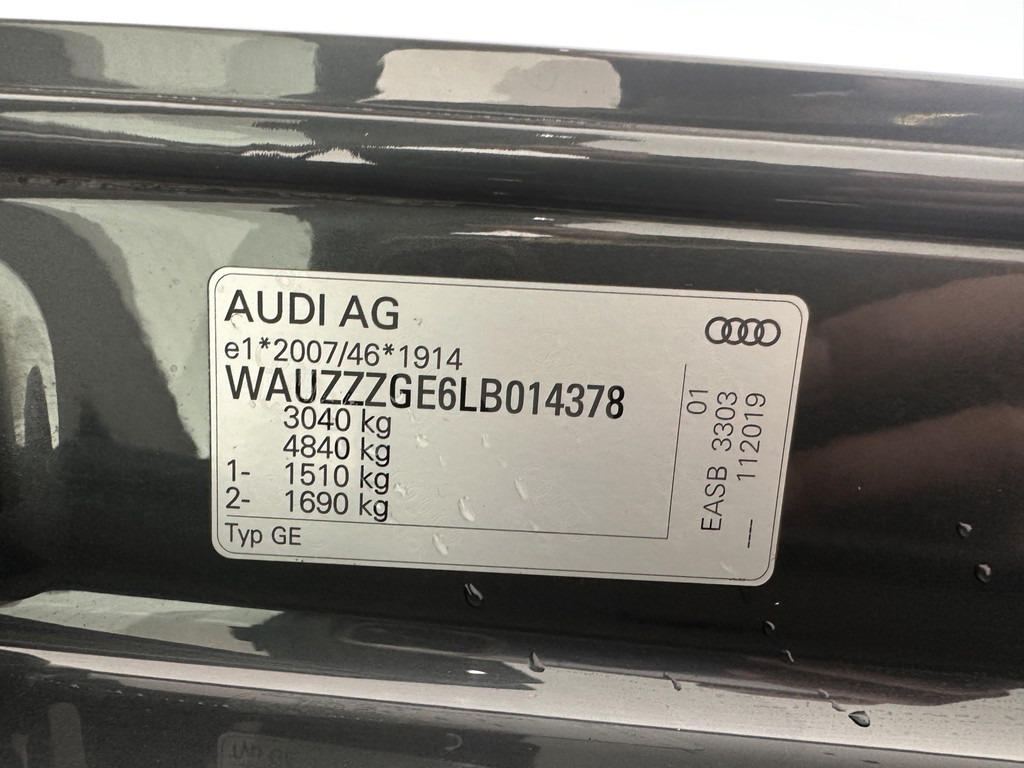 AUDI AG
e1*2007/46*1914
WAUZZZGE6LB014378
3040 kg
4840 kg
1- 1510 kg
2- 1690 kg
Typ GE
01
EASB 3303
112019
----